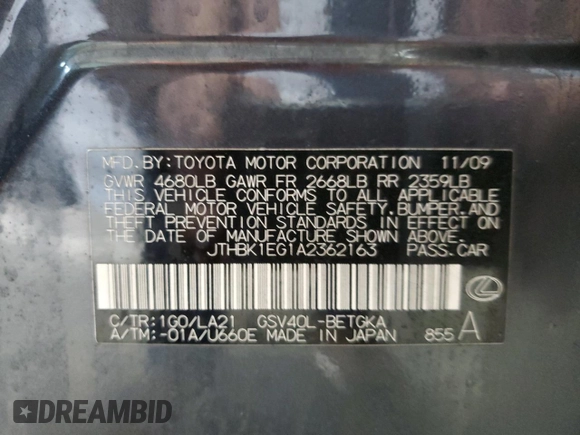 MFD. BY: TOYOTA MOTOR CORPORATION 11/09
GVWR 4680LB GAWR FR 2668LB RR 2359LB
THIS VEHICLE CONFORMS TO ALL APPLICABLE
FEDERAL MOTOR VEHICLE SAFETY, BUMPER, AND
THEFT PREVENTION STANDARDS IN EFFECT ON
THE DATE OF MANUFACTURE SHOWN ABOVE.
JTHBK1EG1A2362163 PASS. CAR
C/TR: 1G0/LA21 GSV40L-BETGKA
A/TM: -01A/U660E MADE IN JAPAN 855 A
DREAMBID